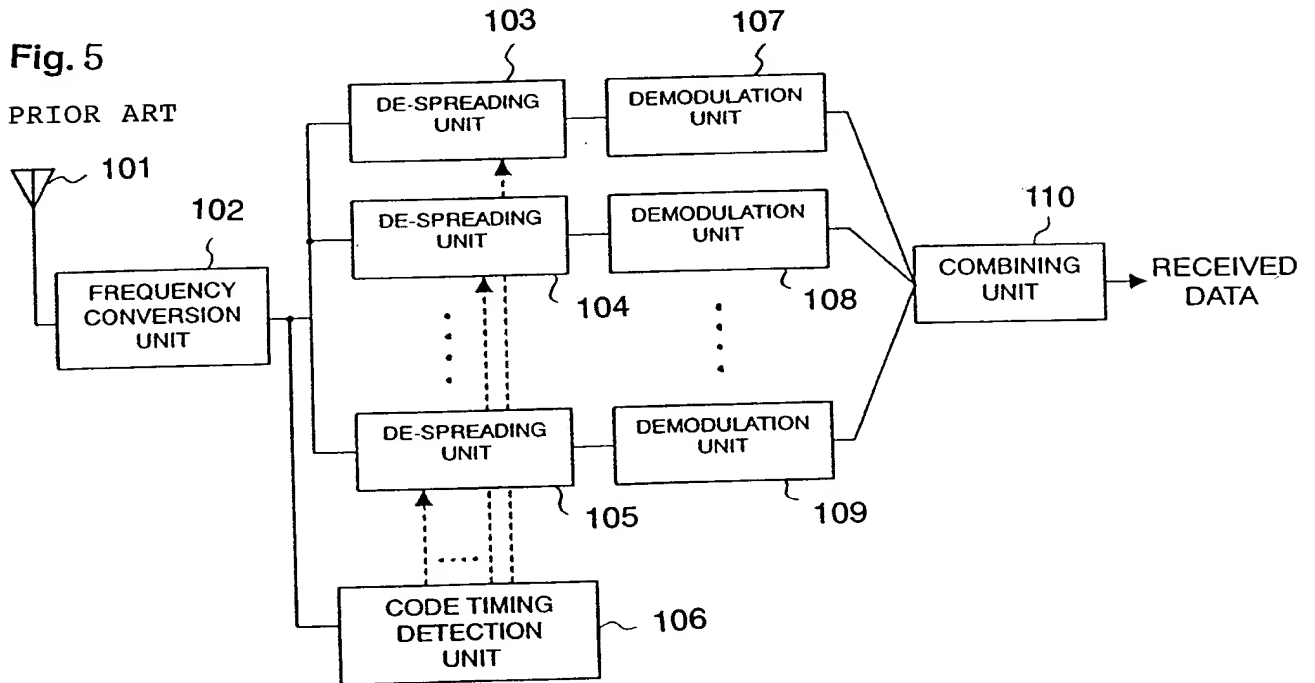 Fig. 5
PRIOR ART
101
102
FREQUENCY
CONVERSION
UNIT
103
DE-SPREADING
UNIT
107
DEMODULATION
UNIT
DE-SPREADING
UNIT
104
DEMODULATION
UNIT
108
110
COMBINING
UNIT
RECEIVED
DATA
DE-SPREADING
UNIT
105
DEMODULATION
UNIT
109
CODE TIMING
DETECTION
UNIT
106